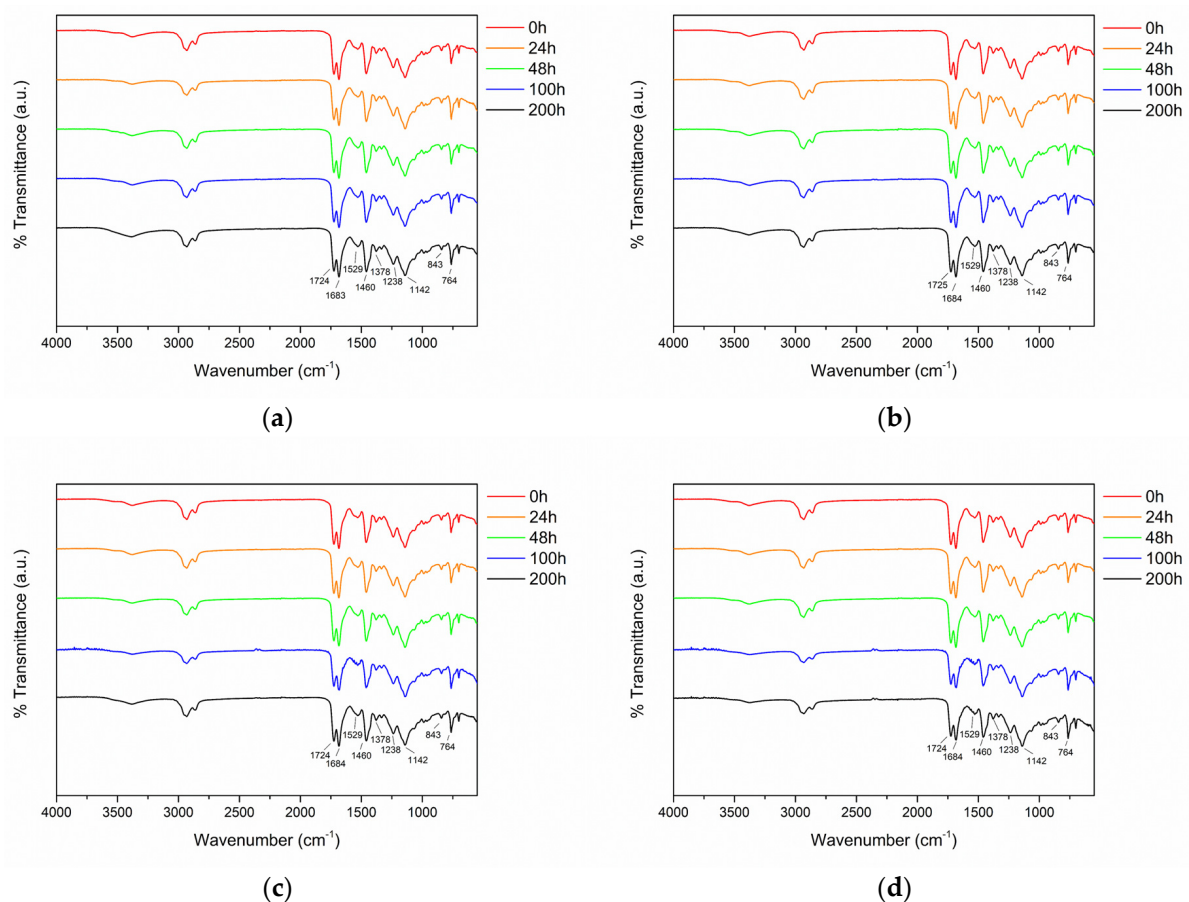 0h
24h
48h
100h
200h
% Transmittance (a.u.)
1724
1683
1529
1460
1378
1238
1142
843
764
4000 3500 3000 2500 2000 1500 1000
Wavenumber (cm⁻¹)
(a)
0h
24h
48h
100h
200h
% Transmittance (a.u.)
1725
1684
1529
1460
1378
1238
1142
843
764
4000 3500 3000 2500 2000 1500 1000
Wavenumber (cm⁻¹)
(b)
0h
24h
48h
100h
200h
% Transmittance (a.u.)
1724
1684
1529
1460
1378
1238
1142
843
764
4000 3500 3000 2500 2000 1500 1000
Wavenumber (cm⁻¹)
(c)
0h
24h
48h
100h
200h
% Transmittance (a.u.)
1724
1684
1529
1460
1378
1238
1142
843
764
4000 3500 3000 2500 2000 1500 1000
Wavenumber (cm⁻¹)
(d)